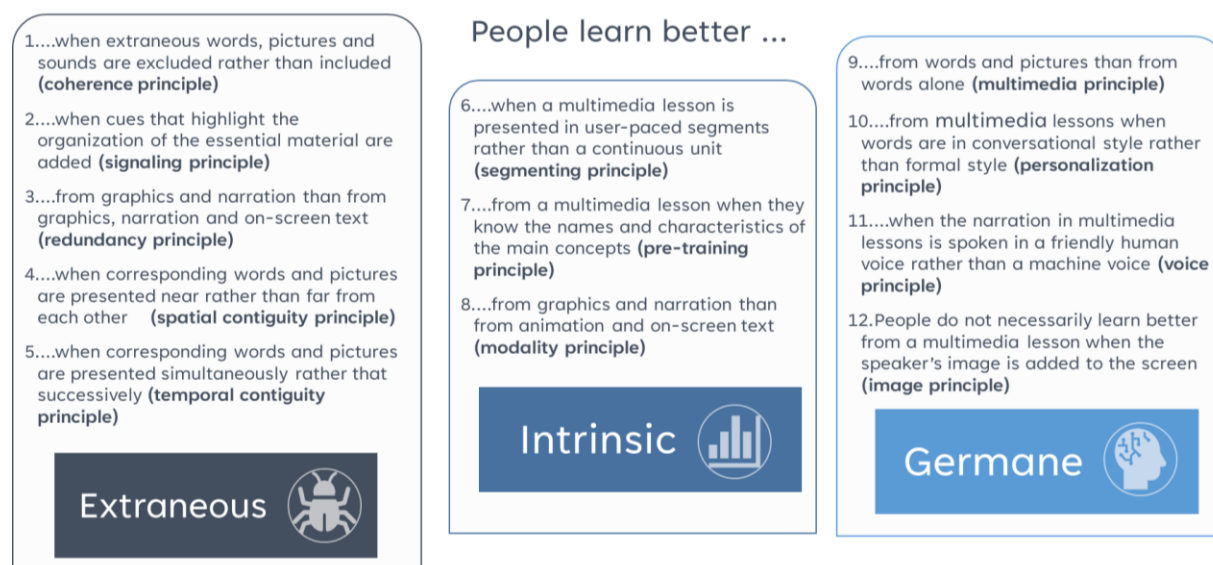 People learn better ...
1....when extraneous words, pictures and
sounds are excluded rather than included
(coherence principle)
2....when cues that highlight the
organization of the essential material are
added (signaling principle)
3....from graphics and narration than from
graphics, narration and on-screen text
(redundancy principle)
4....when corresponding words and pictures
are presented near rather than far from
each other (spatial contiguity principle)
5....when corresponding words and pictures
are presented simultaneously rather that
successively (temporal contiguity
principle)
Extraneous
6....when a multimedia lesson is
presented in user-paced segments
rather than a continuous unit
(segmenting principle)
7....from a multimedia lesson when they
know the names and characteristics of
the main concepts (pre-training
principle)
8....from graphics and narration than
from animation and on-screen text
(modality principle)
Intrinsic
9....from words and pictures than from
words alone (multimedia principle)
10....from multimedia lessons when
words are in conversational style rather
than formal style (personalization
principle)
11....when the narration in multimedia
lessons is spoken in a friendly human
voice rather than a machine voice (voice
principle)
12.People do not necessarily learn better
from a multimedia lesson when the
speaker's image is added to the screen
(image principle)
Germane